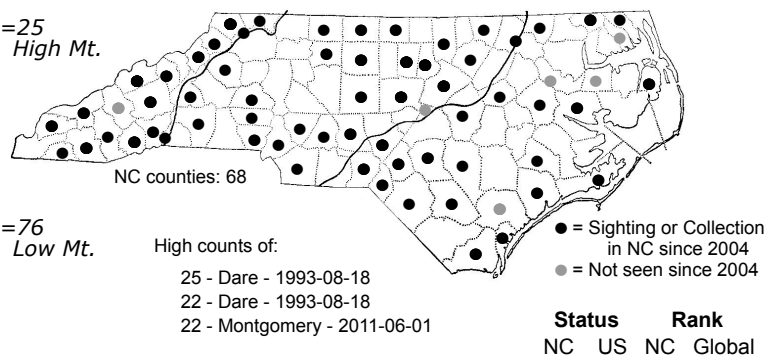 =25
High Mt.
NC counties: 68
=76
Low Mt.
High counts of:
25 - Dare - 1993-08-18
22 - Dare - 1993-08-18
22 - Montgomery - 2011-06-01
= Sighting or Collection
in NC since 2004
= Not seen since 2004
Status Rank
NC US NC Global